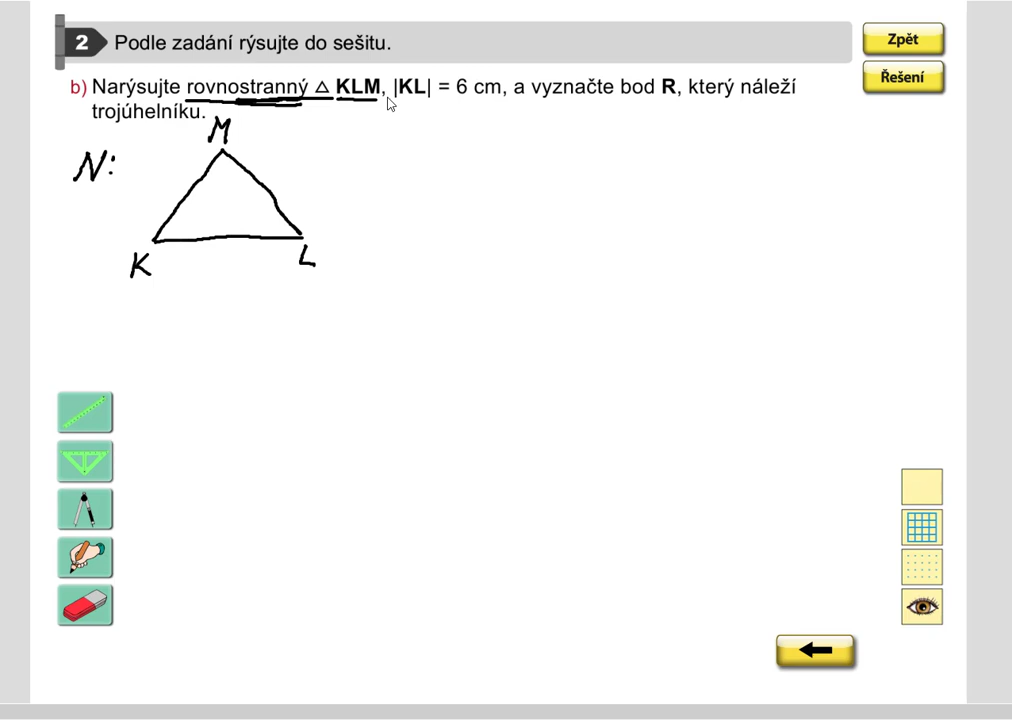 2 Podle zadání rýsujte do sešitu.
Zpět
Řešení
b) Narýsujte rovnostranný △ KLM, |KL| = 6 cm, a vyznačte bod R, který náleží
trojúhelníku.
M
N:
K
L